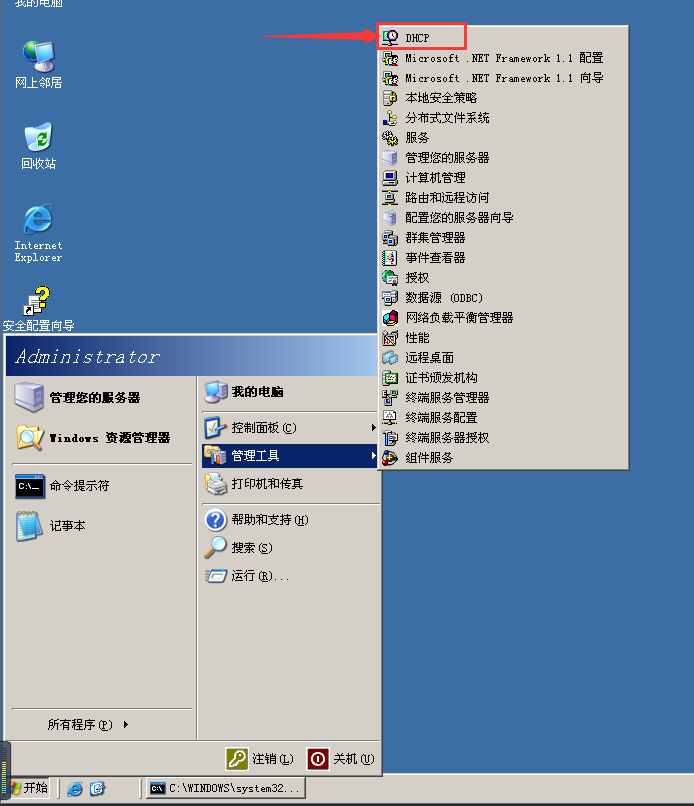 我的电脑
网上邻居
回收站
Internet
Explorer
安全配置向导
Administrator
管理您的服务器
Windows 资源管理器
命令提示符
记事本
所有程序(P)
我的电脑
控制面板(C)
管理工具
打印机和传真
帮助和支持(H)
搜索(S)
运行(R)...
注销(L)
关机(U)
DHCP
Microsoft .NET Framework 1.1 配置
Microsoft .NET Framework 1.1 向导
本地安全策略
分布式文件系统
服务
管理您的服务器
计算机管理
路由和远程访问
配置您的服务器向导
群集管理器
事件查看器
授权
数据源 (ODBC)
网络负载平衡管理器
性能
远程桌面
证书颁发机构
终端服务管理器
终端服务配置
终端服务器授权
组件服务
开始
C:\WINDOWS\system32...